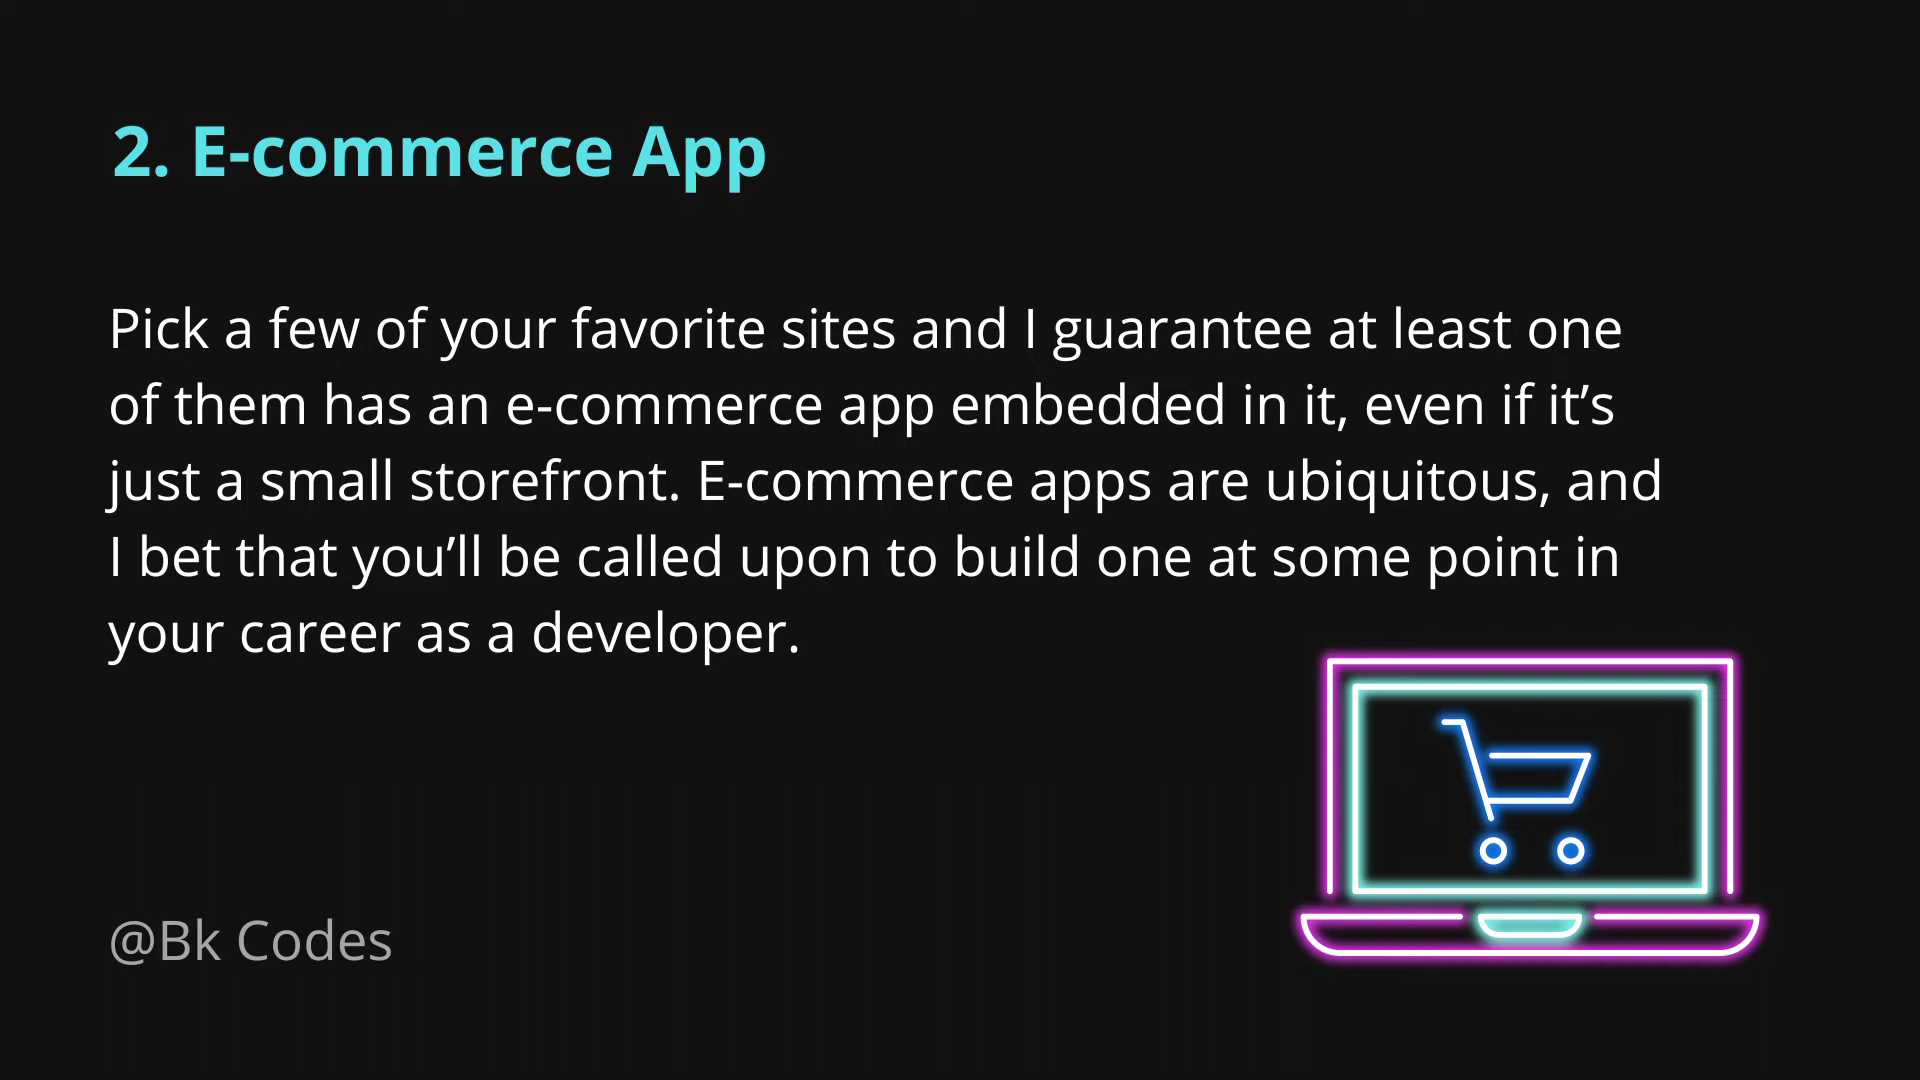 2. E-commerce App
Pick a few of your favorite sites and I guarantee at least one
of them has an e-commerce app embedded in it, even if it’s
just a small storefront. E-commerce apps are ubiquitous, and
I bet that you’ll be called upon to build one at some point in
your career as a developer.
@Bk Codes